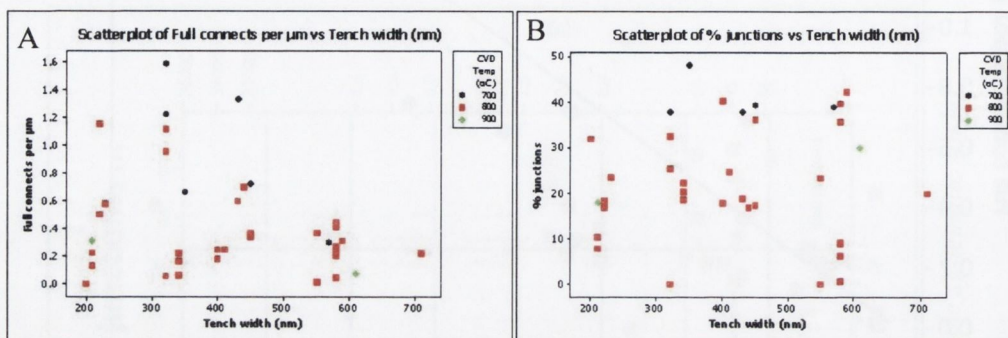 A
Scatterplot of Full connects per µm vs Tench width (nm)
1.6
1.4
1.2
1.0
0.8
0.6
0.4
0.2
0.0
Full connects per µm
200
300
400
500
600
700
Tench width (nm)
CVD
Temp
(oC)
700
800
900
B
Scatterplot of % junctions vs Tench width (nm)
50
40
30
20
10
0
% junctions
200
300
400
500
600
700
Tench width (nm)
CVD
Temp
(oC)
700
800
900